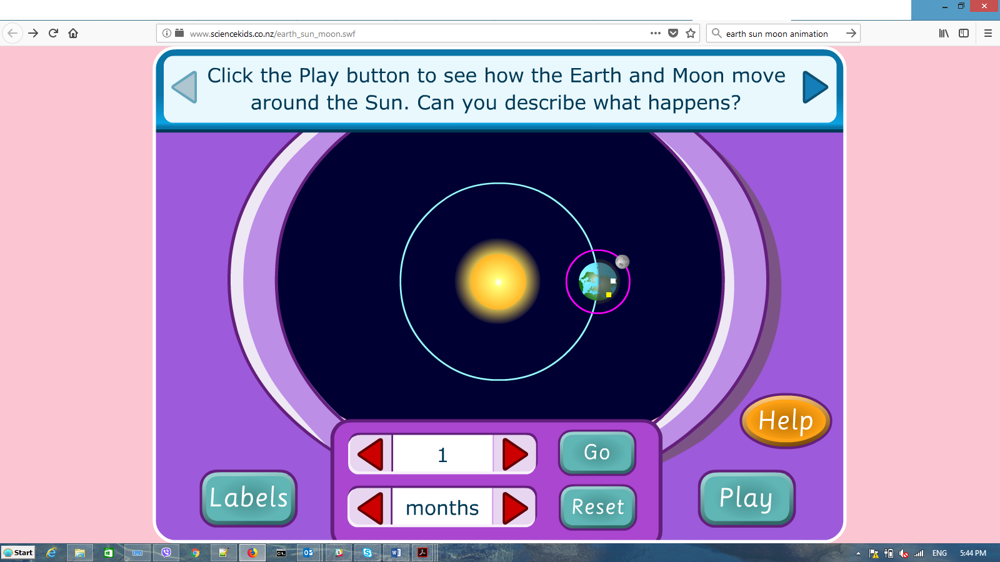 www.sciencekids.co.nz/earth_sun_moon.swf
earth sun moon animation
Click the Play button to see how the Earth and Moon move
around the Sun. Can you describe what happens?
Help
1
Go
Labels
months
Reset
Play
Start
ENG
5:44 PM